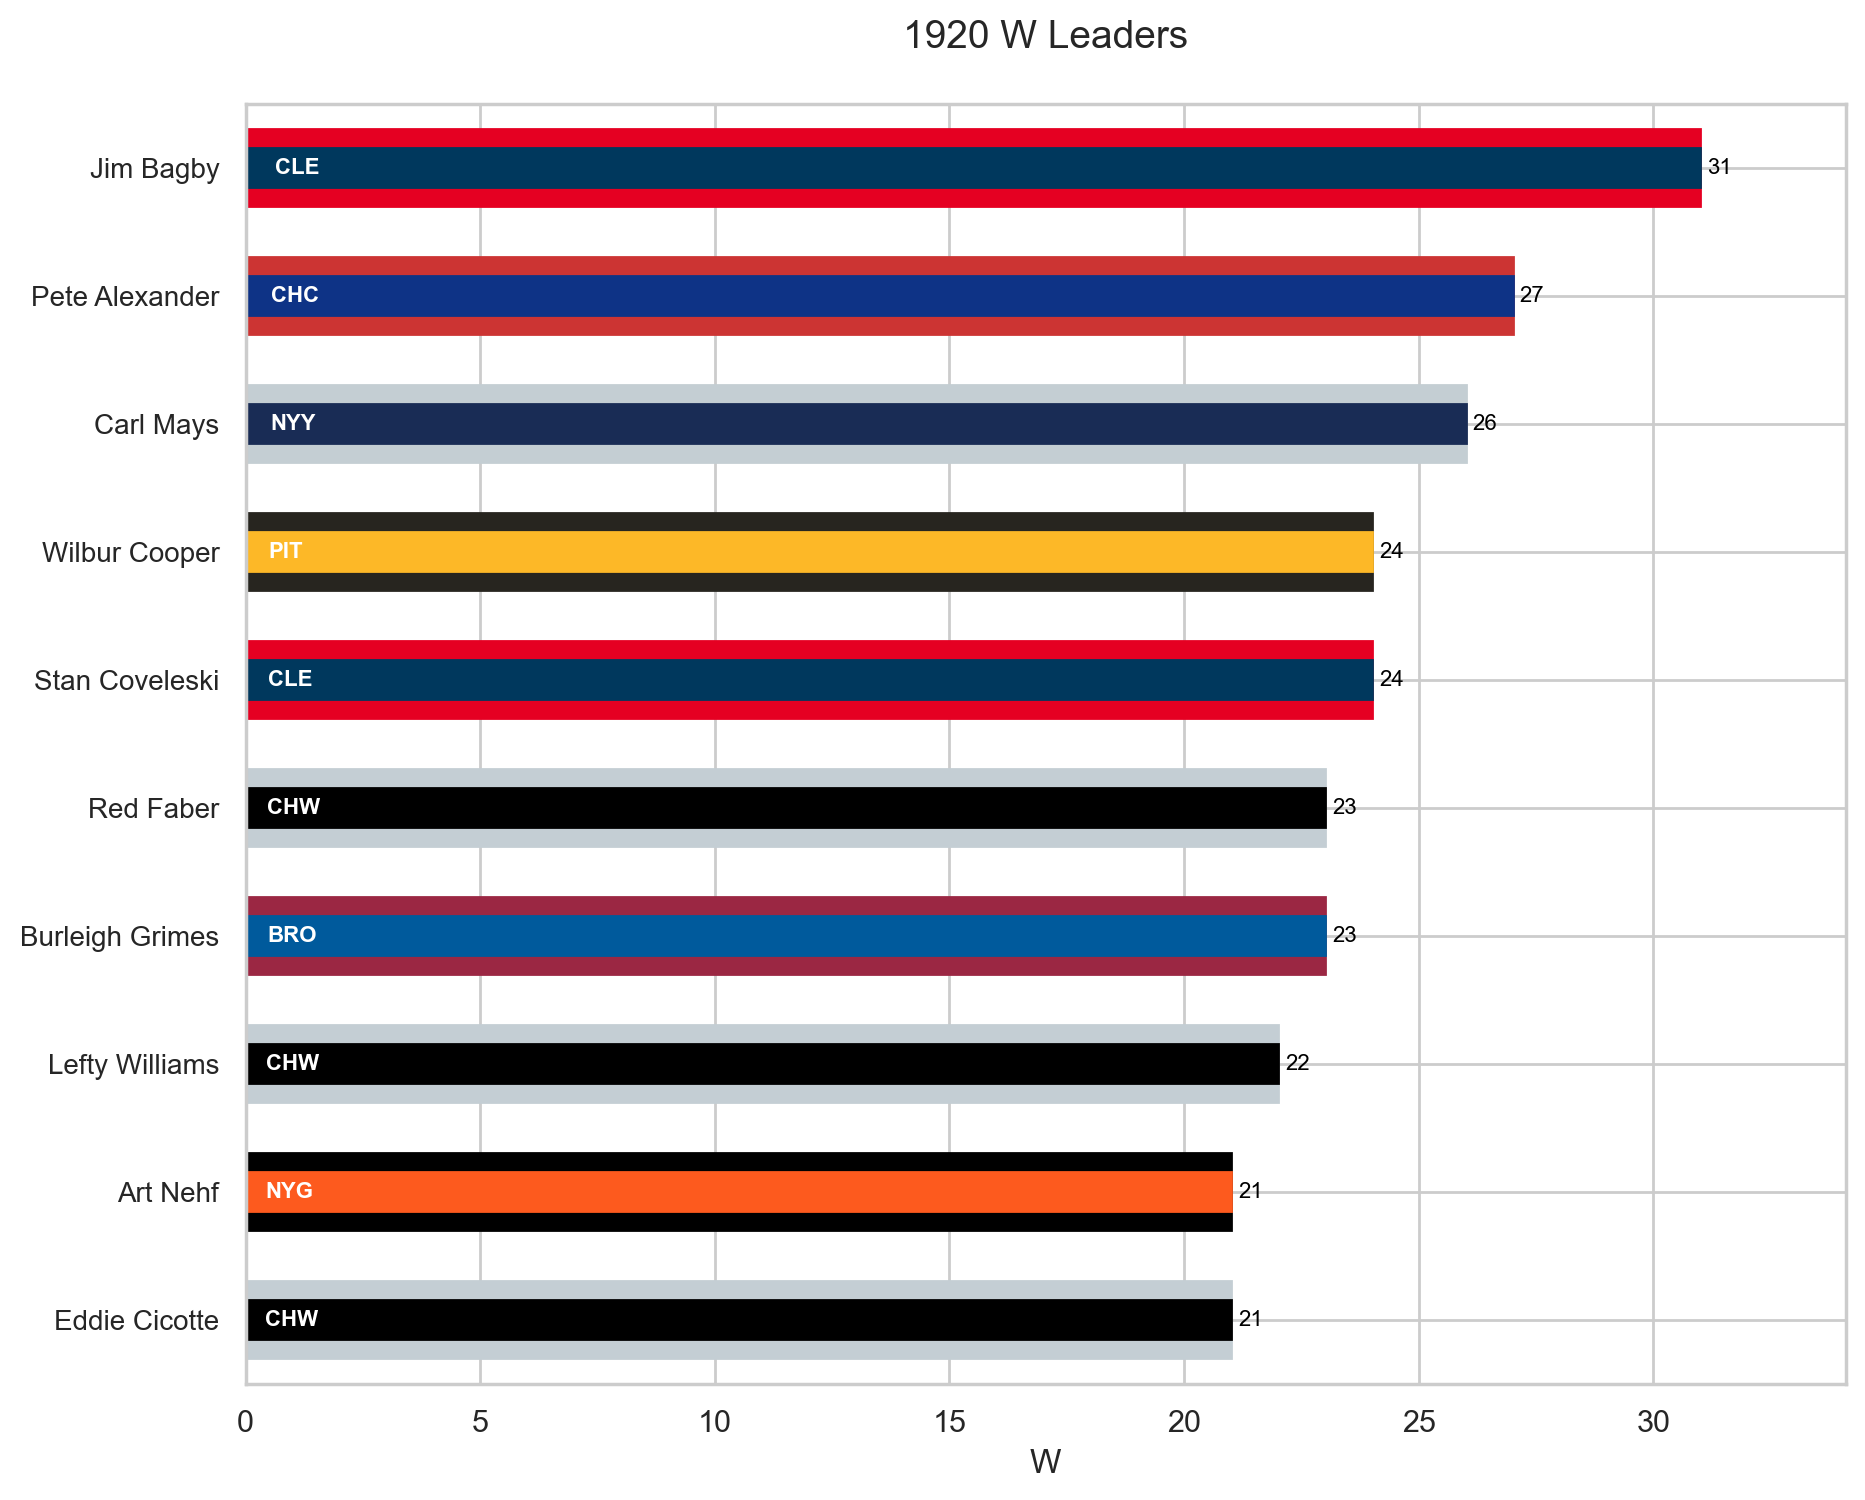 1920 W Leaders
Jim Bagby CLE 31
Pete Alexander CHC 27
Carl Mays NYY 26
Wilbur Cooper PIT 24
Stan Coveleski CLE 24
Red Faber CHW 23
Burleigh Grimes BRO 23
Lefty Williams CHW 22
Art Nehf NYG 21
Eddie Cicotte CHW 21
0 5 10 15 20 25 30
W